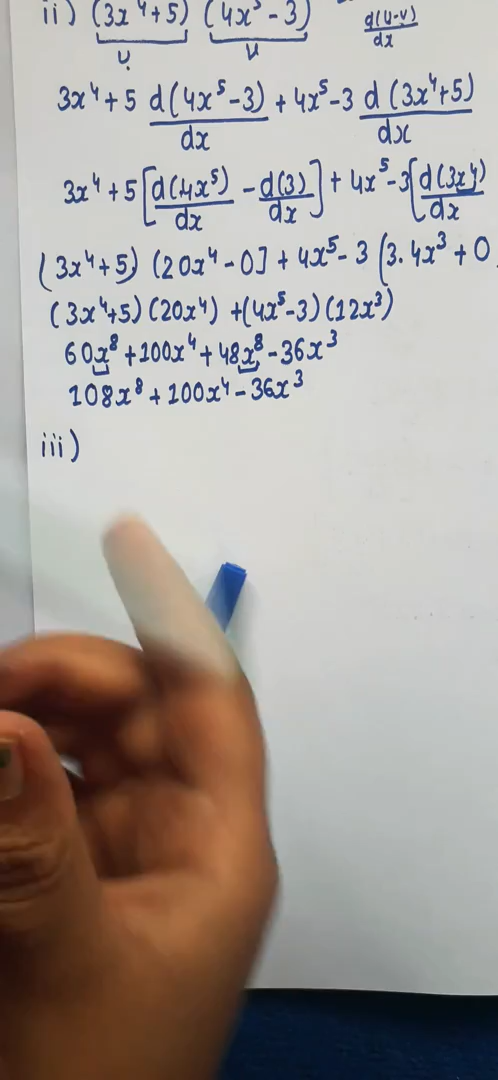 ii) (3x⁴+5) (4x⁵-3) d(u-v)/dx
u v
3x⁴+5 d(4x⁵-3)/dx + 4x⁵-3 d(3x⁴+5)/dx
3x⁴+5[d(4x⁵)/dx - d(3)/dx] + 4x⁵-3[d(3x⁴)/dx
(3x⁴+5) (20x⁴-0] + 4x⁵-3 (3.4x³+0
(3x⁴+5)(20x⁴) +(4x⁵-3)(12x³)
60x⁸+100x⁴+48x⁸-36x³
108x⁸+100x⁴-36x³
iii)